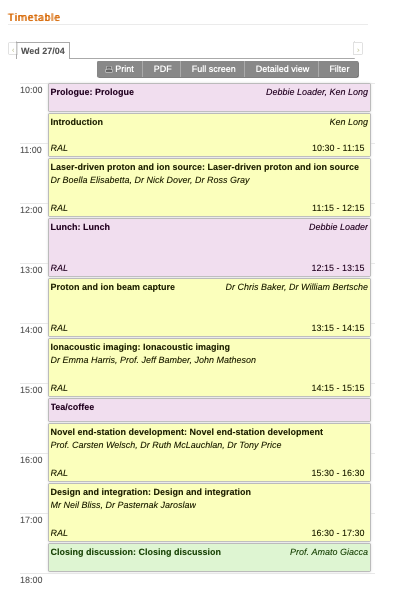 Timetable
Wed 27/04
Print PDF Full screen Detailed view Filter
10:00
Prologue: Prologue Debbie Loader, Ken Long
Introduction Ken Long
RAL 10:30 - 11:15
11:00
Laser-driven proton and ion source: Laser-driven proton and ion source
Dr Boella Elisabetta, Dr Nick Dover, Dr Ross Gray
RAL 11:15 - 12:15
12:00
Lunch: Lunch Debbie Loader
RAL 12:15 - 13:15
13:00
Proton and ion beam capture Dr Chris Baker, Dr William Bertsche
RAL 13:15 - 14:15
14:00
Ionacoustic imaging: Ionacoustic imaging
Dr Emma Harris, Prof. Jeff Bamber, John Matheson
RAL 14:15 - 15:15
15:00
Tea/coffee
Novel end-station development: Novel end-station development
Prof. Carsten Welsch, Dr Ruth McLauchlan, Dr Tony Price
16:00
RAL 15:30 - 16:30
Design and integration: Design and integration
Mr Neil Bliss, Dr Pasternak Jaroslaw
17:00
RAL 16:30 - 17:30
Closing discussion: Closing discussion Prof. Amato Giacca
18:00